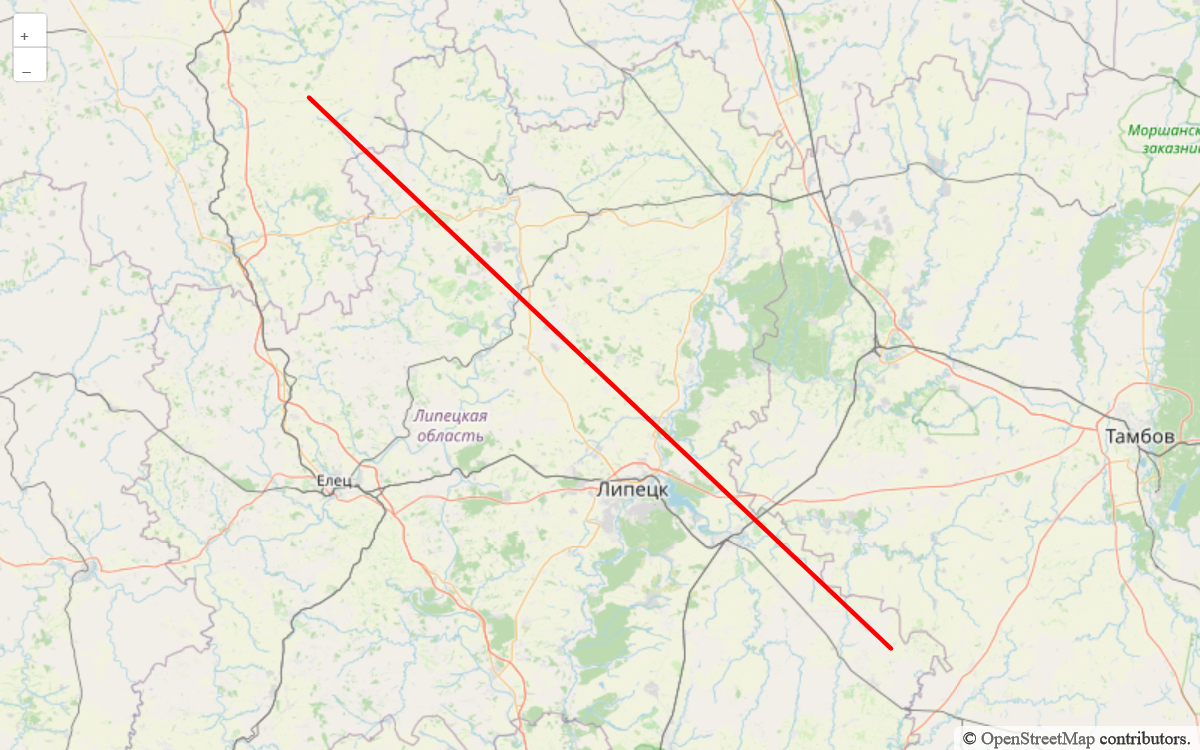 +
–
Моршанск
заказни
Липецкая
область
Тамбов
Елец
Липецк
© OpenStreetMap contributors.